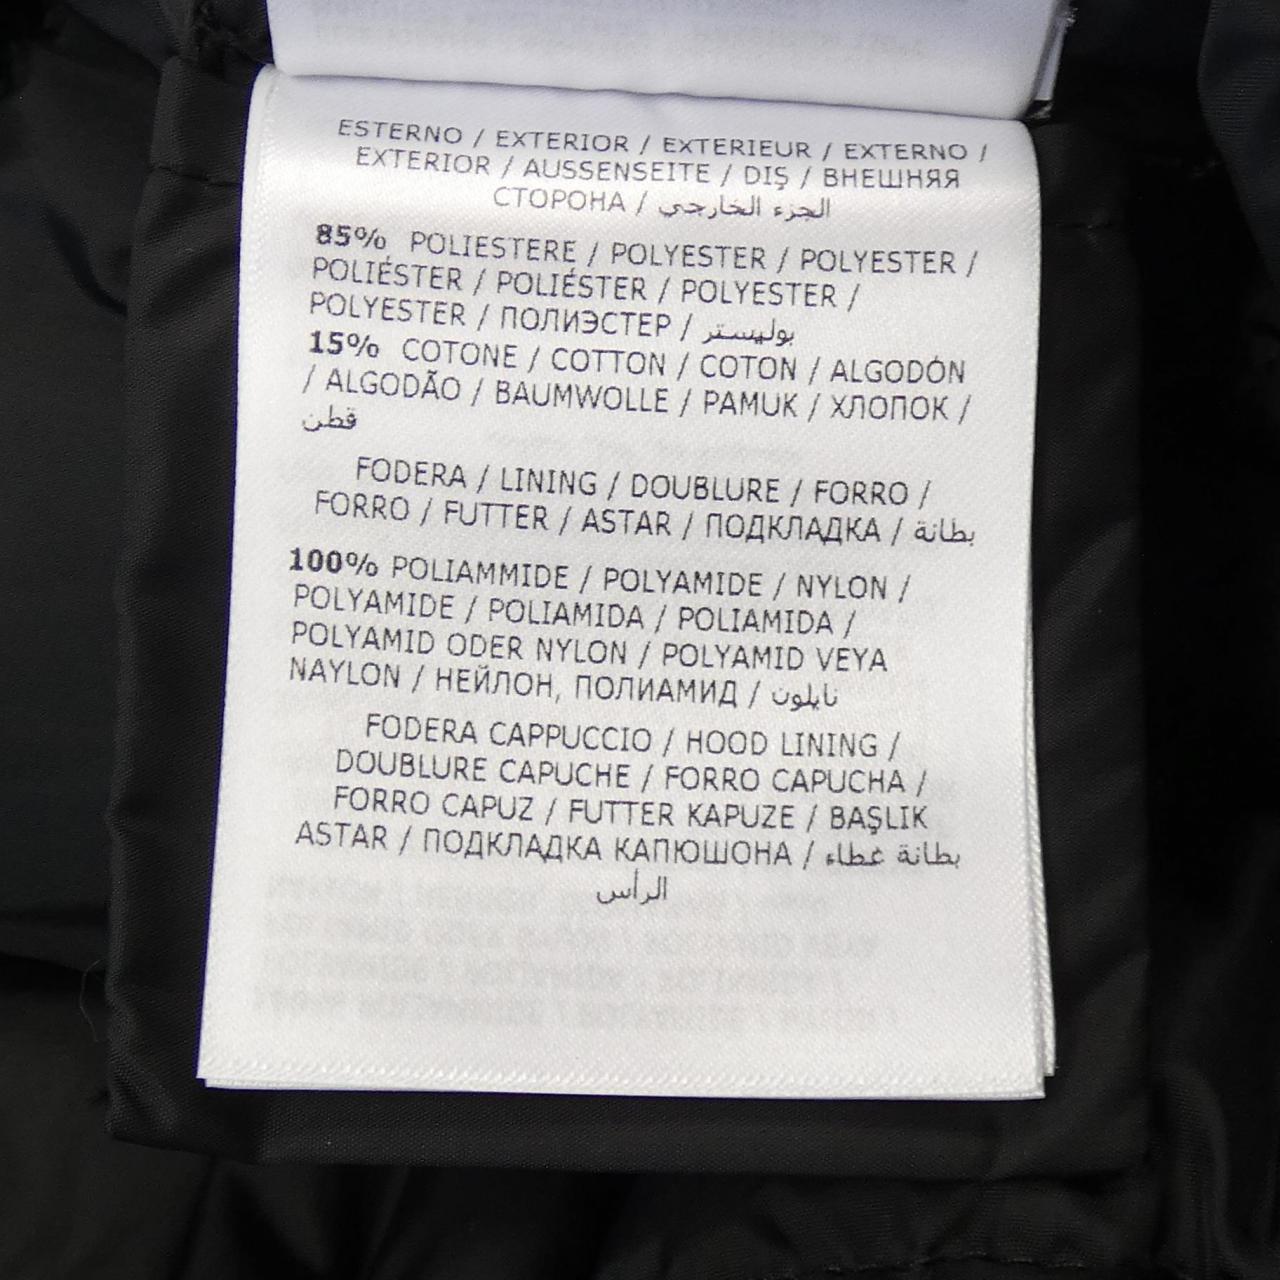 ESTERNO / EXTERIOR / EXTERIEUR / EXTERNO /
EXTERIOR / AUSSENSEITE / DIŞ / ВНЕШНЯЯ
СТОРОНА / الجزء الخارجي
85% POLIESTERE / POLYESTER / POLYESTER /
POLIÉSTER / POLIÉSTER / POLYESTER /
POLYESTER / ПОЛИЭСТЕР / بوليستر
15% COTONE / COTTON / COTON / ALGODÓN
/ ALGODÃO / BAUMWOLLE / PAMUK / ХЛОПОК /
قطن
FODERA / LINING / DOUBLURE / FORRO /
FORRO / FUTTER / ASTAR / ПОДКЛАДКА / بطانة
100% POLIAMMIDE / POLYAMIDE / NYLON /
POLYAMIDE / POLIAMIDA / POLIAMIDA /
POLYAMID ODER NYLON / POLYAMID VEYA
NAYLON / НЕЙЛОН, ПОЛИАМИД / نايلون
FODERA CAPPUCCIO / HOOD LINING /
DOUBLURE CAPUCHE / FORRO CAPUCHA /
FORRO CAPUZ / FUTTER KAPUZE / BAŞLIK
ASTAR / ПОДКЛАДКА КАПЮШОНА / بطانة غطاء
الرأس